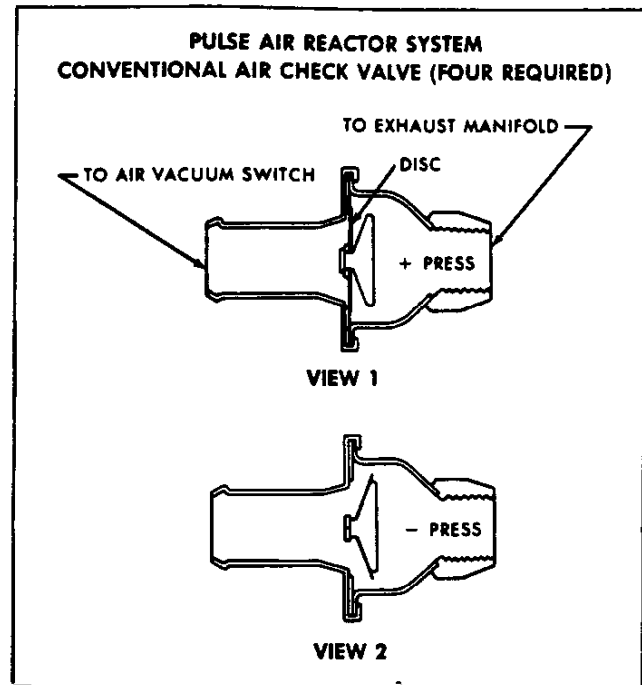 PULSE AIR REACTOR SYSTEM
CONVENTIONAL AIR CHECK VALVE (FOUR REQUIRED)
TO EXHAUST MANIFOLD
TO AIR VACUUM SWITCH
DISC
+ PRESS
VIEW 1
- PRESS
VIEW 2